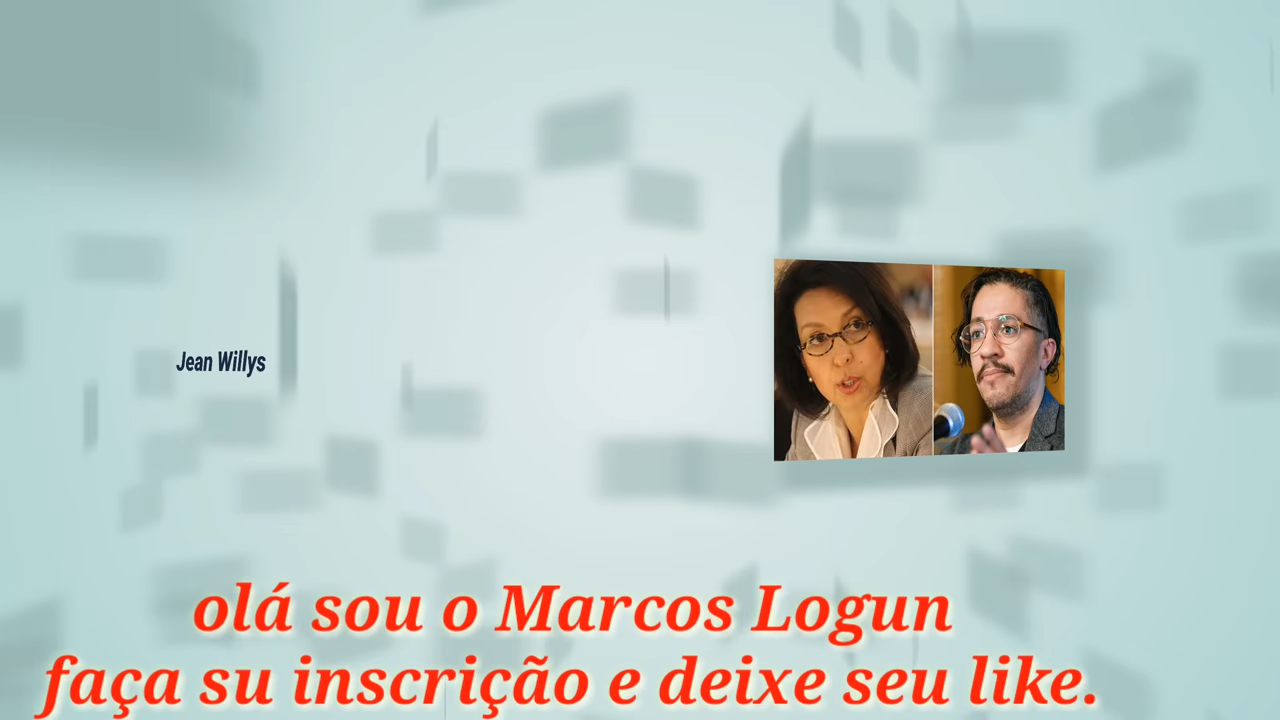 Jean Willys
olá sou o Marcos Logun
faça su inscrição e deixe seu like.